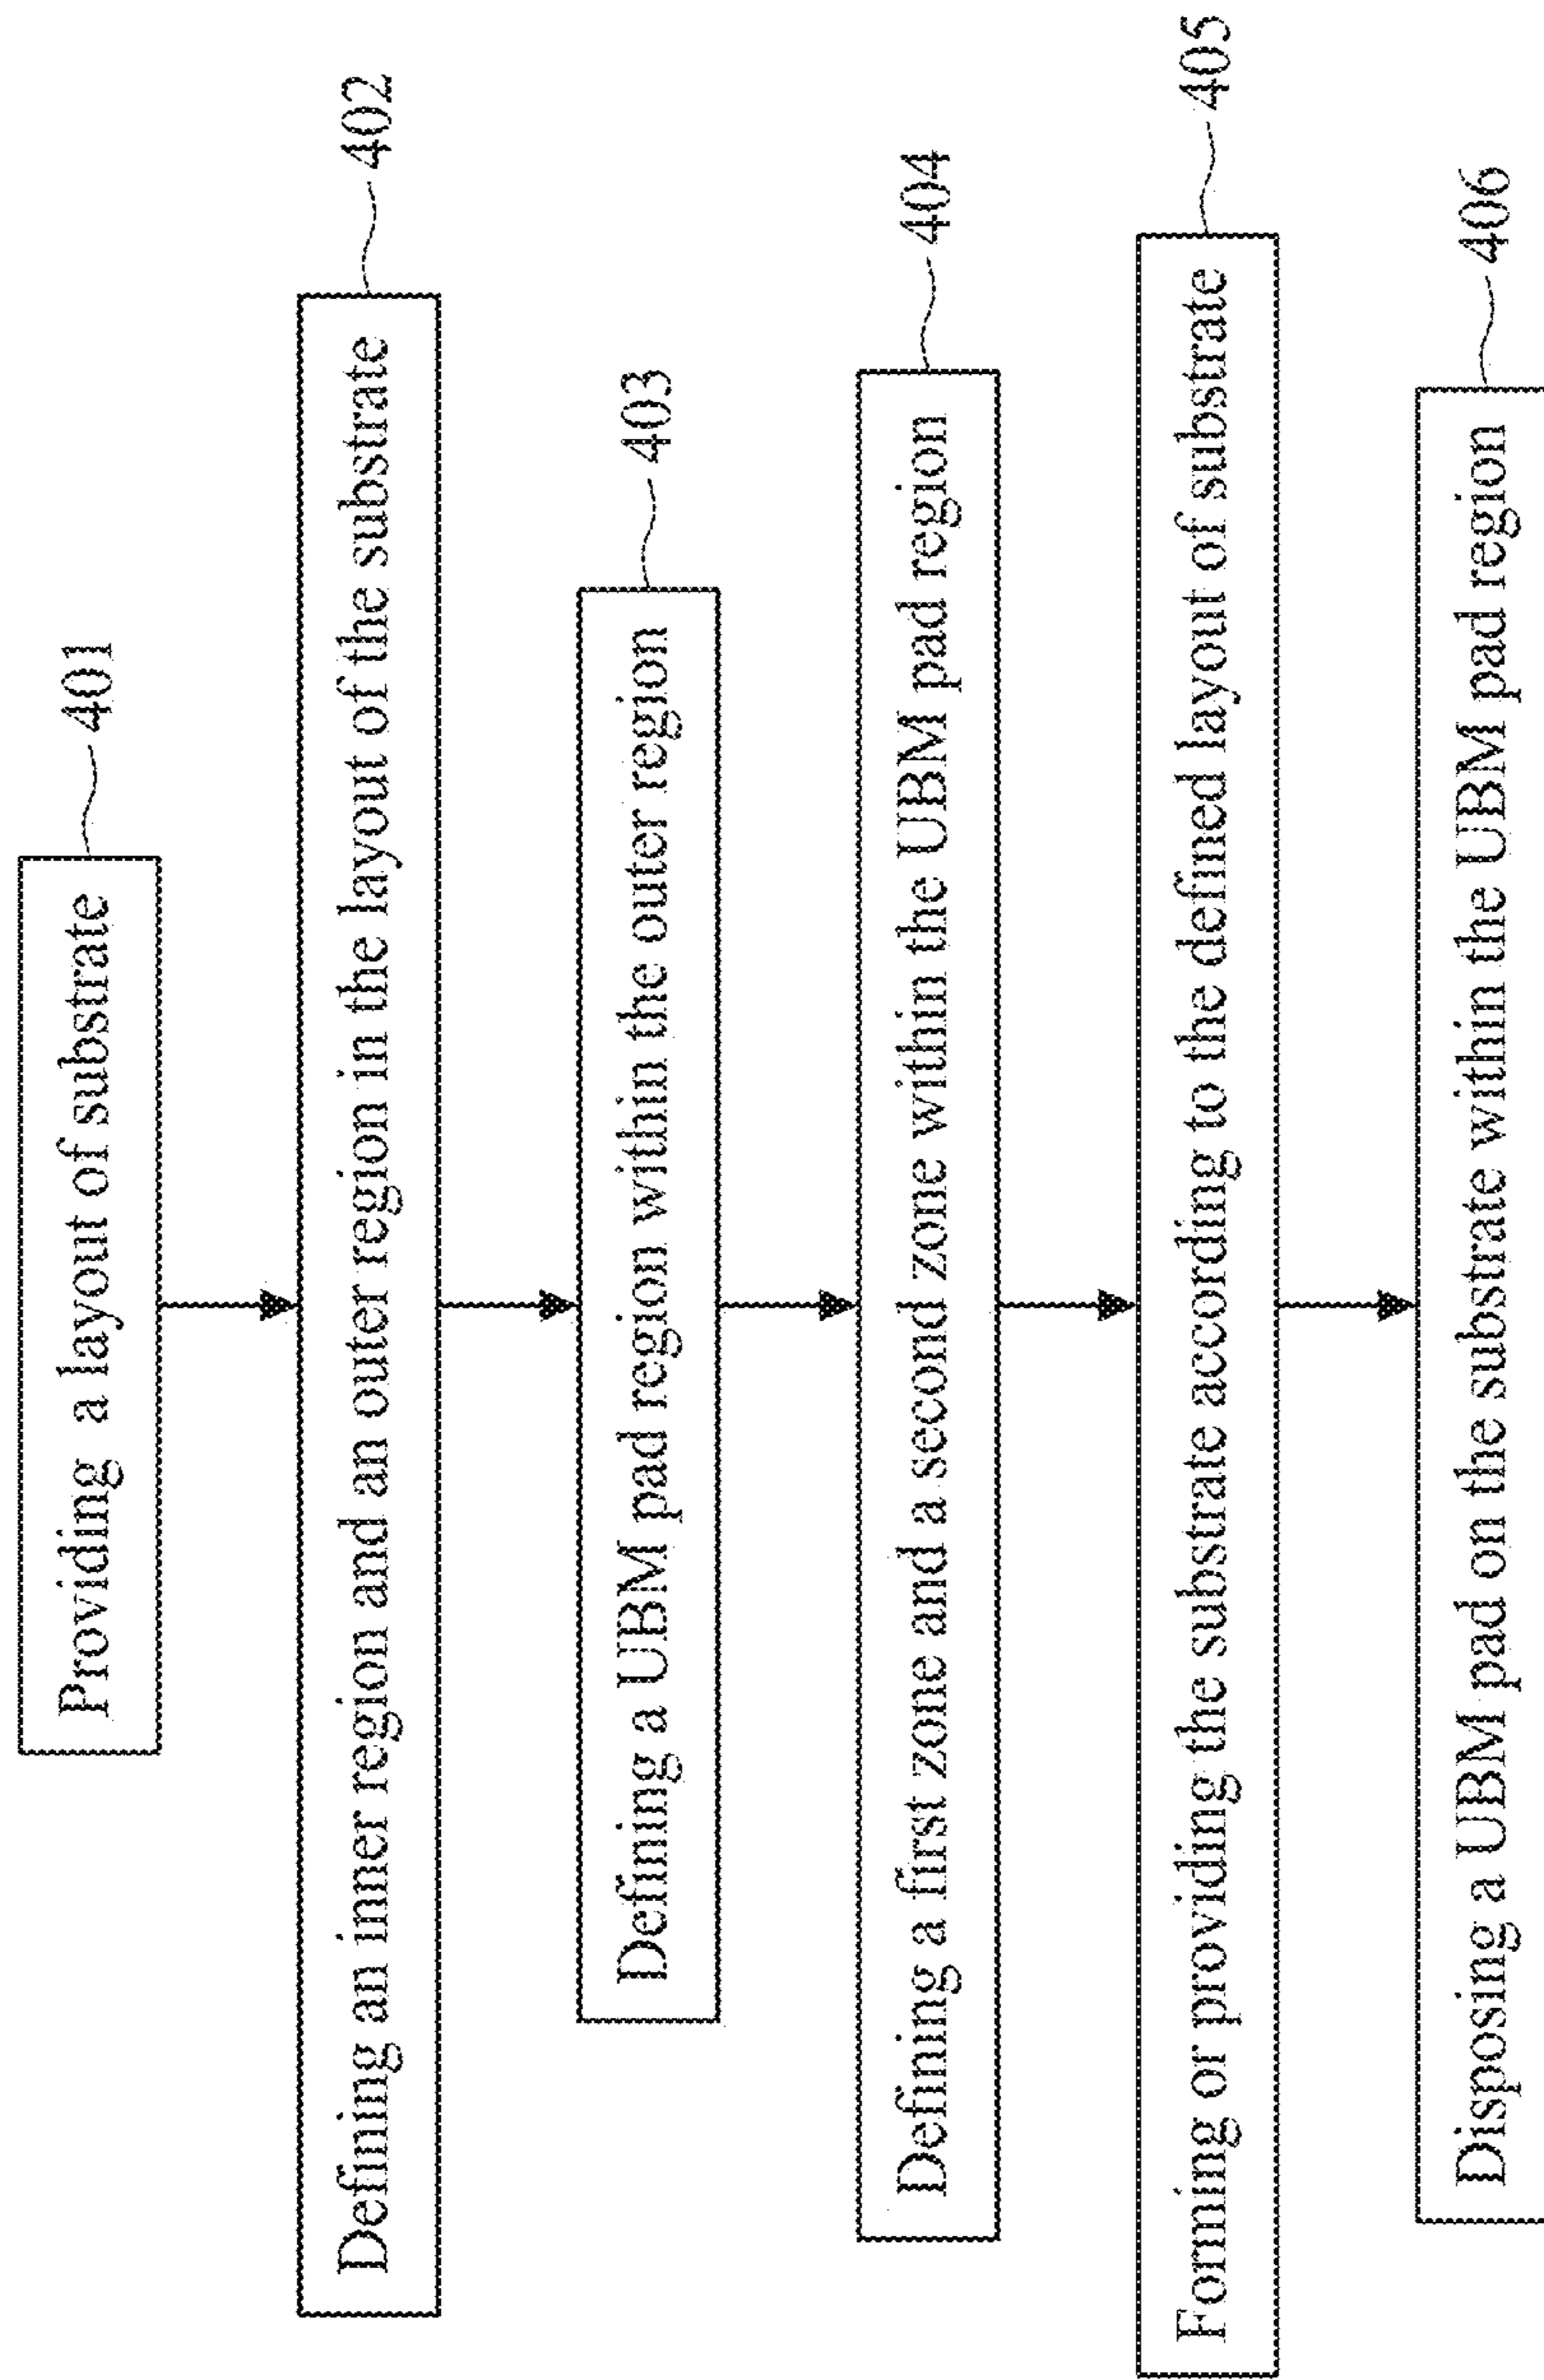 Providing a layout of substrate 401
Defining an inner region and an outer region in the layout of the substrate 402
Defining a UBM pad region within the outer region 403
Defining a first zone and a second zone within the UBM pad region 404
Forming or providing the substrate according to the defined layout of substrate 405
Disposing a UBM pad on the substrate within the UBM pad region 406